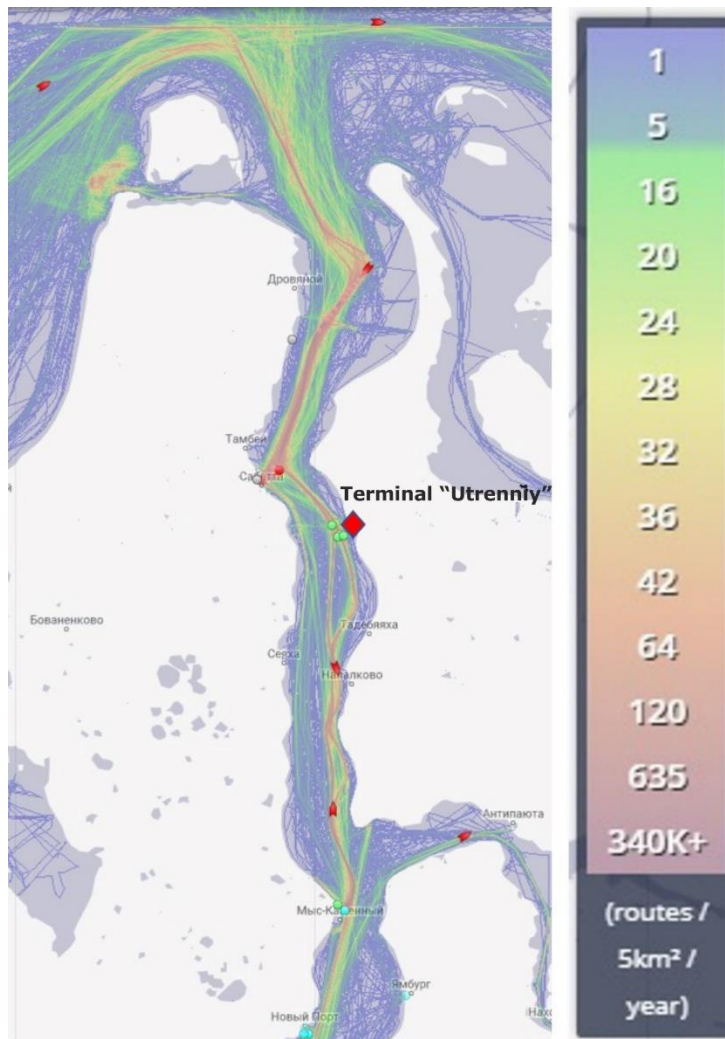 Дровяной
Тамбей
Terminal “Utrenniy”
Бованенково
Тадебяяха
Сеяха
Напалково
Антипаюта
Мыс-Каменный
Ямбург
Новый Порт
1
5
16
20
24
28
32
36
42
64
120
635
340K+
(routes /
5km² /
year)